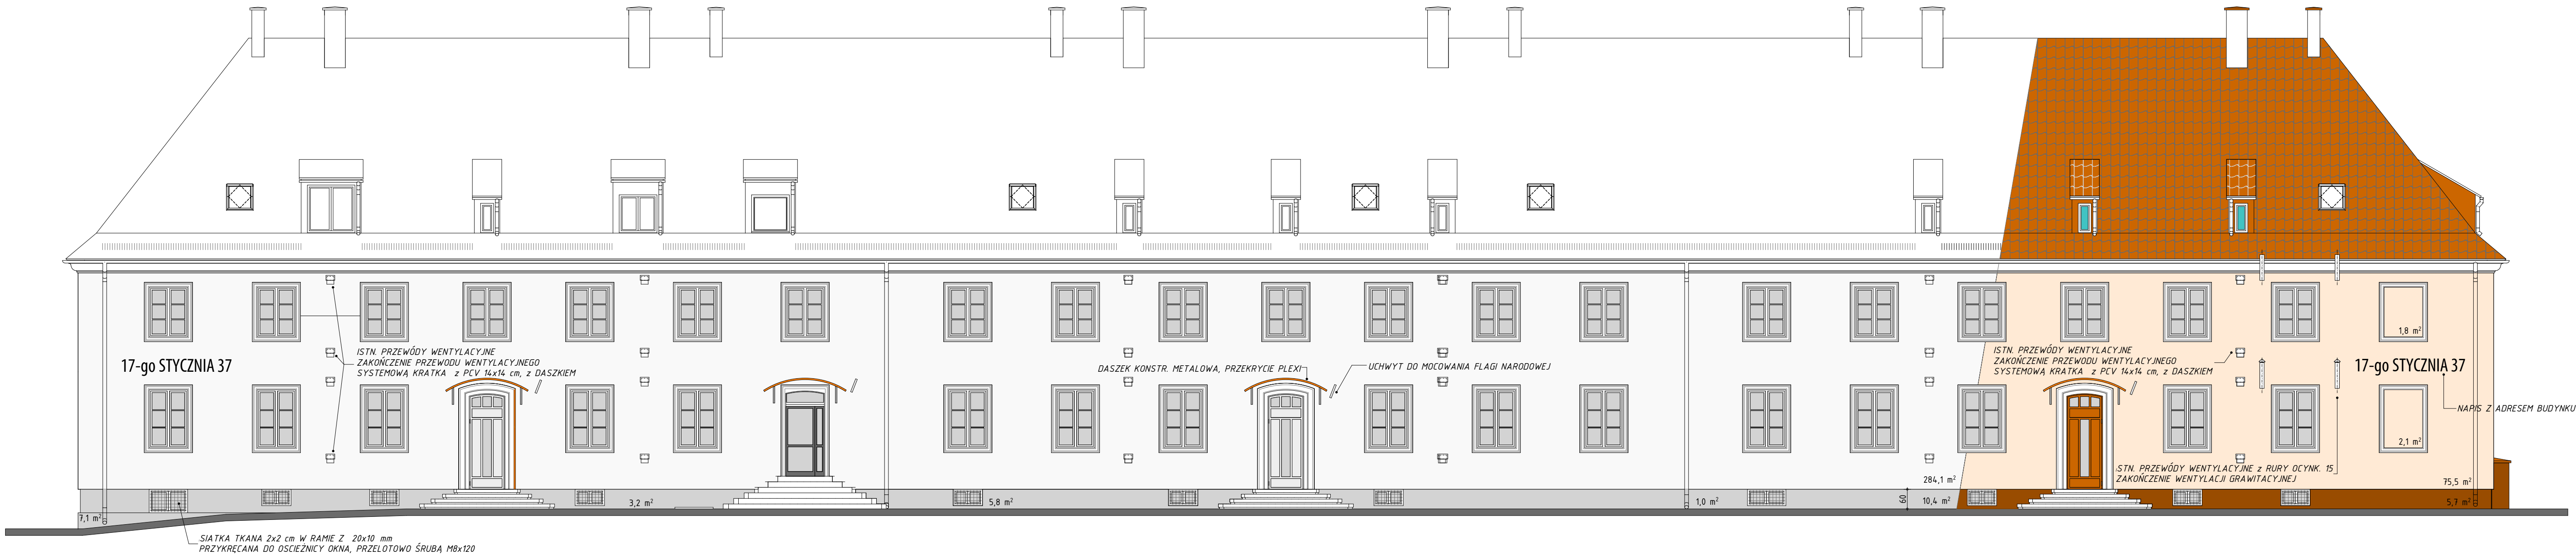 1,8 m²
17-go STYCZNIA 37
ISTN. PRZEWÓDY WENTYLACYJNE
ZAKOŃCZENIE PRZEWODU WENTYLACYJNEGO
SYSTEMOWĄ KRATKA z PCV 14x14 cm, z DASZKIEM
DASZEK KONSTR. METALOWA, PRZEKRYCIE PLEXI
UCHWYT DO MOCOWANIA FLAGI NARODOWEJ
ISTN. PRZEWÓDY WENTYLACYJNE
ZAKOŃCZENIE PRZEWODU WENTYLACYJNEGO
SYSTEMOWĄ KRATKA z PCV 14x14 cm, z DASZKIEM
17-go STYCZNIA 37
NAPIS Z ADRESEM BUDYNKU
2,1 m²
ISTN. PRZEWÓDY WENTYLACYJNE z RURY OCYNK. 15
ZAKOŃCZENIE WENTYLACJI GRAWITACYJNEJ
284,1 m²
75,5 m²
7,1 m²
3,2 m²
5,8 m²
1,0 m²
60
10,4 m²
5,7 m²
SIATKA TKANA 2x2 cm W RAMIE Z 20x10 mm
PRZYKRĘCANA DO OSCIEŻNICY OKNA, PRZELOTOWO ŚRUBĄ M8x120